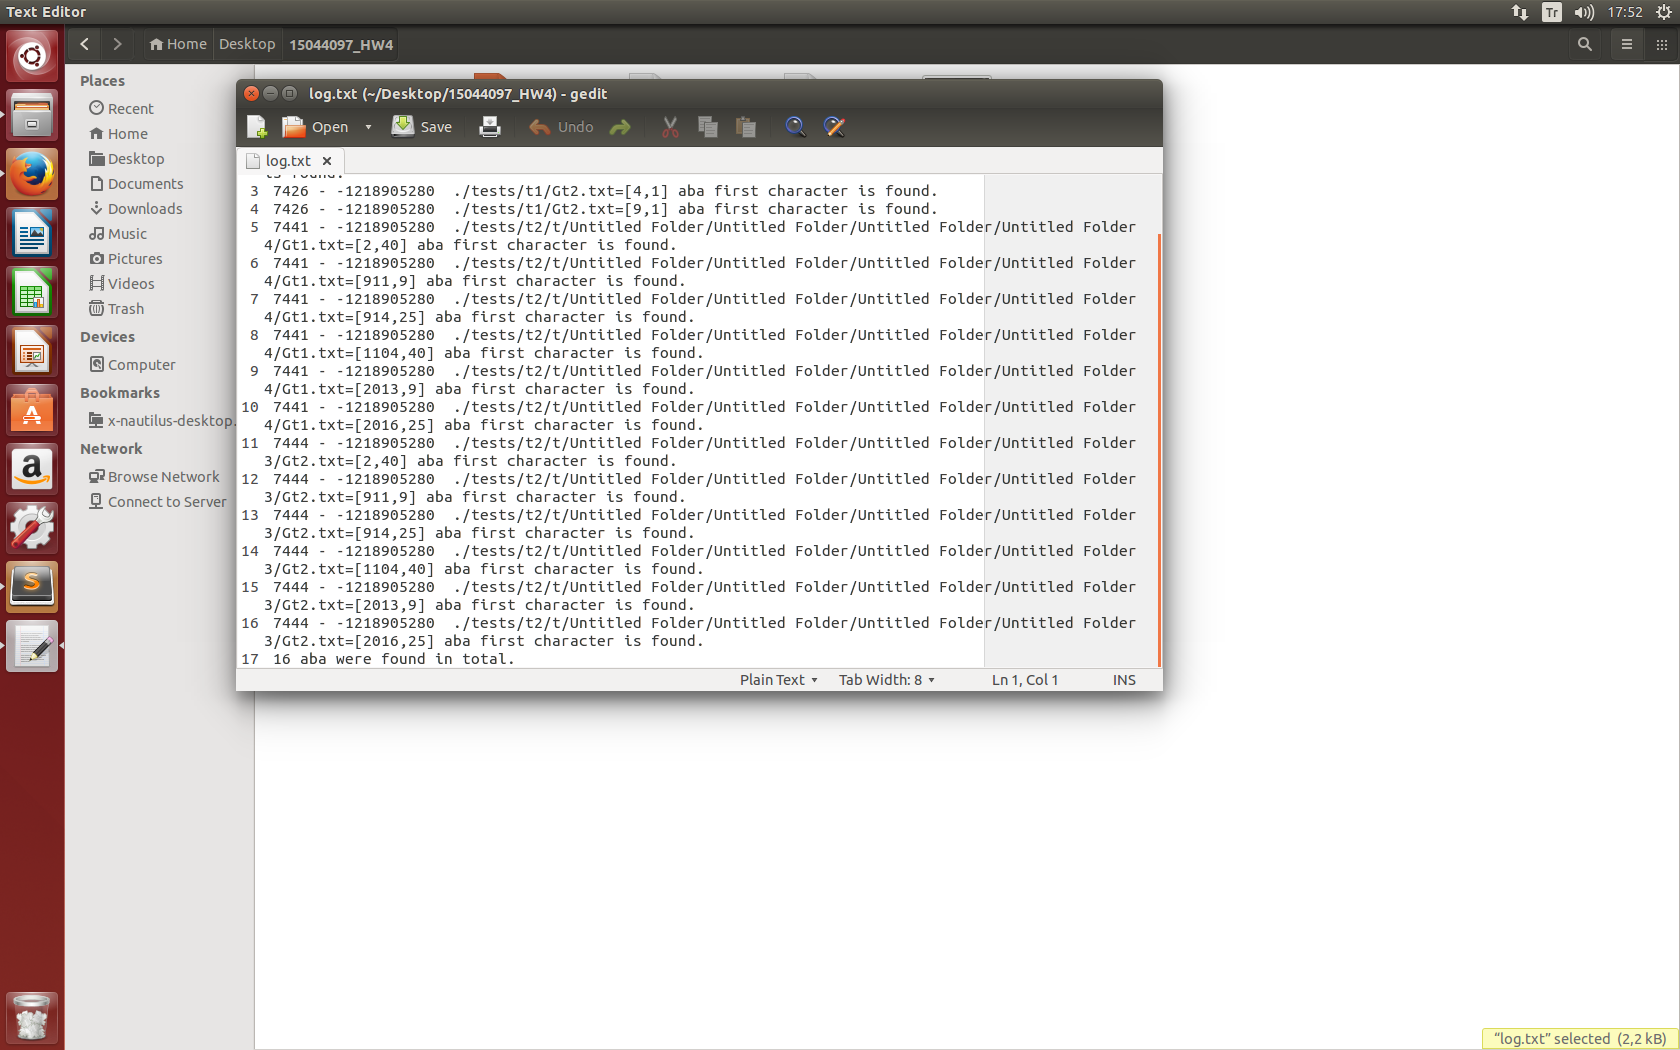 Text Editor
Tr
17:52
Home
Desktop
15044097_HW4
Places
Recent
Home
Desktop
Documents
Downloads
Music
Pictures
Videos
Trash
Devices
Computer
Bookmarks
x-nautilus-desktop.
Network
Browse Network
Connect to Server
log.txt (~/Desktop/15044097_HW4) - gedit
Open
Save
Undo
log.txt
is found.
3 7426 - -1218905280 ./tests/t1/Gt2.txt=[4,1] aba first character is found.
4 7426 - -1218905280 ./tests/t1/Gt2.txt=[9,1] aba first character is found.
5 7441 - -1218905280 ./tests/t2/t/Untitled Folder/Untitled Folder/Untitled Folder/Untitled Folder
4/Gt1.txt=[2,40] aba first character is found.
6 7441 - -1218905280 ./tests/t2/t/Untitled Folder/Untitled Folder/Untitled Folder/Untitled Folder
4/Gt1.txt=[911,9] aba first character is found.
7 7441 - -1218905280 ./tests/t2/t/Untitled Folder/Untitled Folder/Untitled Folder/Untitled Folder
4/Gt1.txt=[914,25] aba first character is found.
8 7441 - -1218905280 ./tests/t2/t/Untitled Folder/Untitled Folder/Untitled Folder/Untitled Folder
4/Gt1.txt=[1104,40] aba first character is found.
9 7441 - -1218905280 ./tests/t2/t/Untitled Folder/Untitled Folder/Untitled Folder/Untitled Folder
4/Gt1.txt=[2013,9] aba first character is found.
10 7441 - -1218905280 ./tests/t2/t/Untitled Folder/Untitled Folder/Untitled Folder/Untitled Folder
4/Gt1.txt=[2016,25] aba first character is found.
11 7444 - -1218905280 ./tests/t2/t/Untitled Folder/Untitled Folder/Untitled Folder/Untitled Folder
3/Gt2.txt=[2,40] aba first character is found.
12 7444 - -1218905280 ./tests/t2/t/Untitled Folder/Untitled Folder/Untitled Folder/Untitled Folder
3/Gt2.txt=[911,9] aba first character is found.
13 7444 - -1218905280 ./tests/t2/t/Untitled Folder/Untitled Folder/Untitled Folder/Untitled Folder
3/Gt2.txt=[914,25] aba first character is found.
14 7444 - -1218905280 ./tests/t2/t/Untitled Folder/Untitled Folder/Untitled Folder/Untitled Folder
3/Gt2.txt=[1104,40] aba first character is found.
15 7444 - -1218905280 ./tests/t2/t/Untitled Folder/Untitled Folder/Untitled Folder/Untitled Folder
3/Gt2.txt=[2013,9] aba first character is found.
16 7444 - -1218905280 ./tests/t2/t/Untitled Folder/Untitled Folder/Untitled Folder/Untitled Folder
3/Gt2.txt=[2016,25] aba first character is found.
17 16 aba were found in total.
Plain Text
Tab Width: 8
Ln 1, Col 1
INS
“log.txt” selected (2,2 kB)